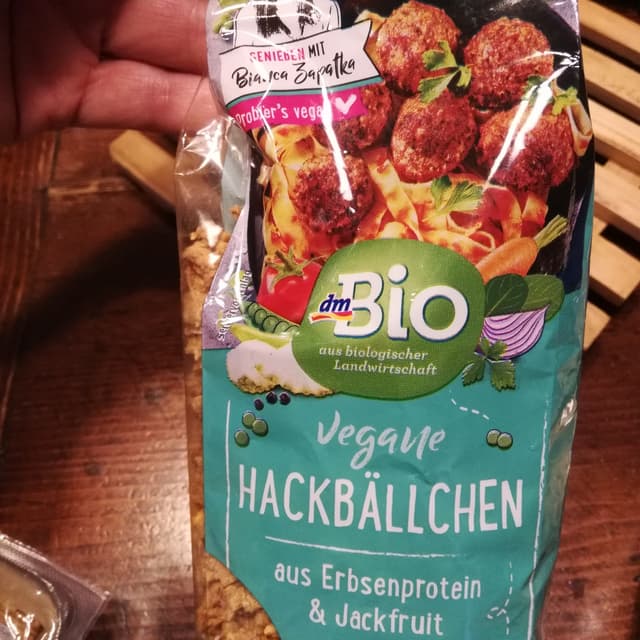 GENIEßEN MIT
Bianca Zapatka
Probier's vegan
dm
Bio
aus biologischer
Landwirtschaft
Vegane
HACKBÄLLCHEN
aus Erbsenprotein
& Jackfruit